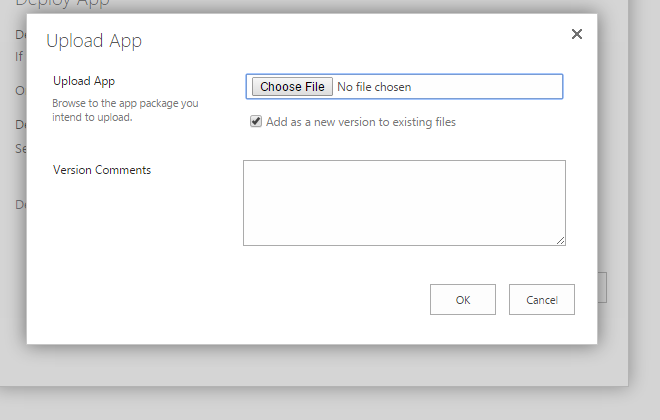 Deploy App
De
If
Upload App
Upload App
Choose File No file chosen
Browse to the app package you
intend to upload.
O
Add as a new version to existing files
De
Se
Version Comments
De
OK
Cancel